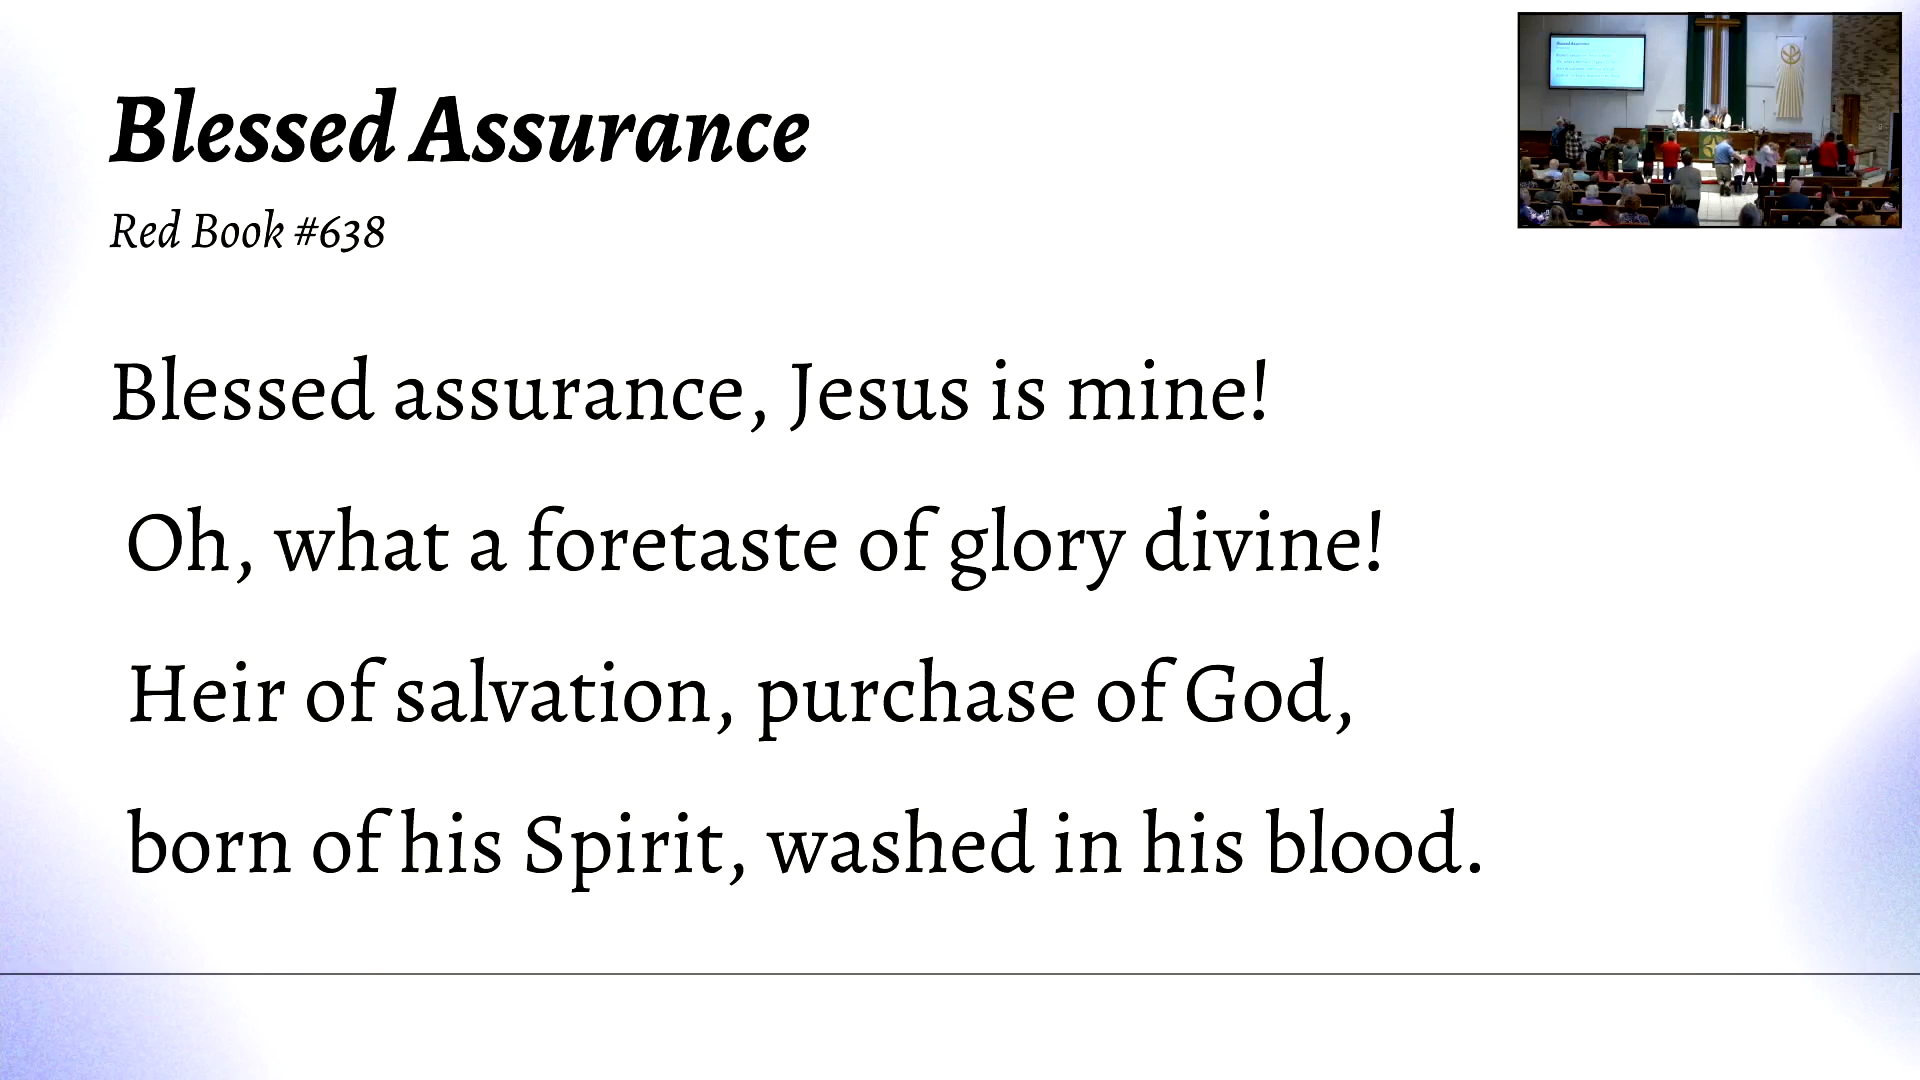 Blessed Assurance
Red Book #638
Blessed assurance, Jesus is mine!
Oh, what a foretaste of glory divine!
Heir of salvation, purchase of God,
born of his Spirit, washed in his blood.